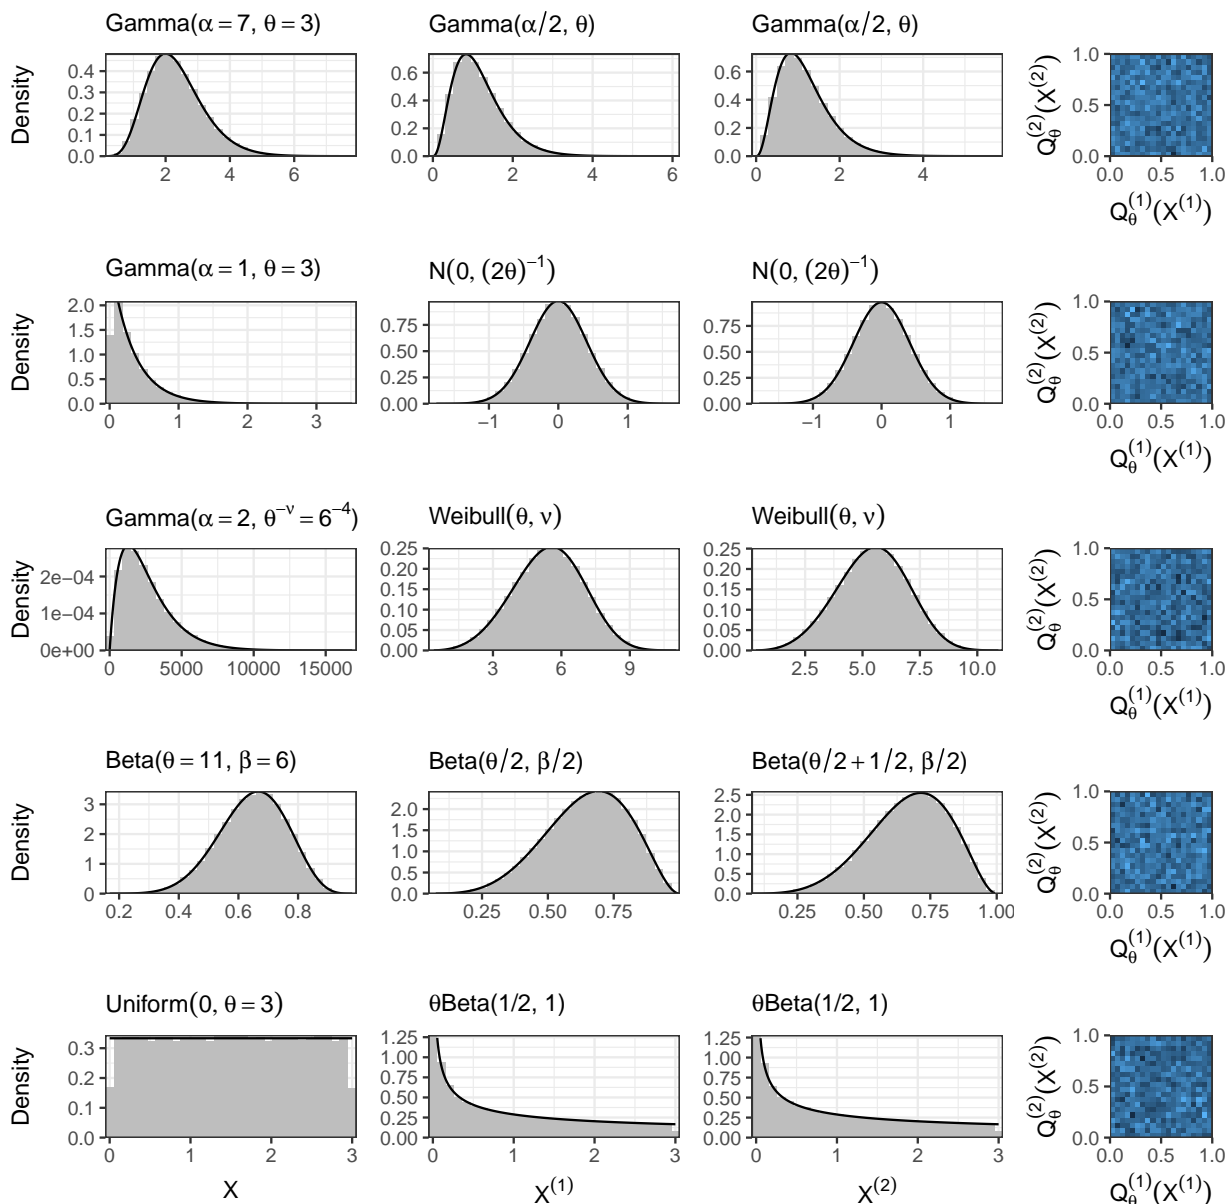 Gamma(α = 7, θ = 3)
Gamma(α/2, θ)
Gamma(α/2, θ)
Density
0.4
0.3
0.2
0.1
0.0
2 4 6
0.6
0.4
0.2
0.0
0 2 4 6
0.6
0.4
0.2
0.0
0 2 4
Q_θ^(2)(X^(2))
1.0
0.5
0.0
0.0 0.5 1.0
Q_θ^(1)(X^(1))
Gamma(α = 1, θ = 3)
N(0, (2θ)^−1)
N(0, (2θ)^−1)
Density
2.0
1.5
1.0
0.5
0.0
0 1 2 3
0.75
0.50
0.25
0.00
−1 0 1
0.75
0.50
0.25
0.00
−1 0 1
Q_θ^(2)(X^(2))
1.0
0.5
0.0
0.0 0.5 1.0
Q_θ^(1)(X^(1))
Gamma(α = 2, θ^−ν = 6^−4)
Weibull(θ, ν)
Weibull(θ, ν)
Density
2e−04
1e−04
0e+00
0 5000 10000 15000
0.25
0.20
0.15
0.10
0.05
0.00
3 6 9
0.25
0.20
0.15
0.10
0.05
0.00
2.5 5.0 7.5 10.0
Q_θ^(2)(X^(2))
1.0
0.5
0.0
0.0 0.5 1.0
Q_θ^(1)(X^(1))
Beta(θ = 11, β = 6)
Beta(θ/2, β/2)
Beta(θ/2 + 1/2, β/2)
Density
3
2
1
0
0.2 0.4 0.6 0.8
2.0
1.5
1.0
0.5
0.0
0.25 0.50 0.75
2.5
2.0
1.5
1.0
0.5
0.0
0.25 0.50 0.75 1.00
Q_θ^(2)(X^(2))
1.0
0.5
0.0
0.0 0.5 1.0
Q_θ^(1)(X^(1))
Uniform(0, θ = 3)
θBeta(1/2, 1)
θBeta(1/2, 1)
Density
0.3
0.2
0.1
0.0
0 1 2 3
X
1.25
1.00
0.75
0.50
0.25
0.00
0 1 2 3
X^(1)
1.25
1.00
0.75
0.50
0.25
0.00
0 1 2 3
X^(2)
Q_θ^(2)(X^(2))
1.0
0.5
0.0
0.0 0.5 1.0
Q_θ^(1)(X^(1))